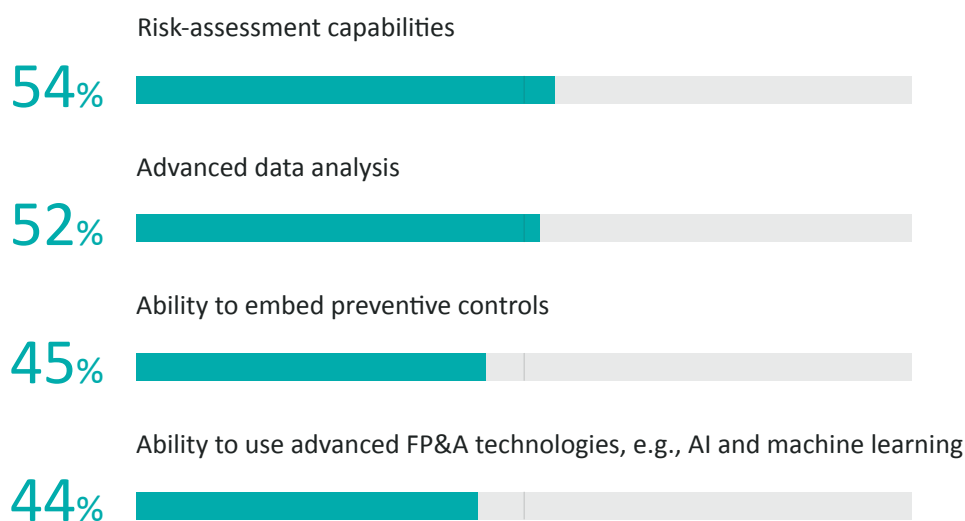 Risk-assessment capabilities
54%
Advanced data analysis
52%
Ability to embed preventive controls
45%
Ability to use advanced FP&A technologies, e.g., AI and machine learning
44%